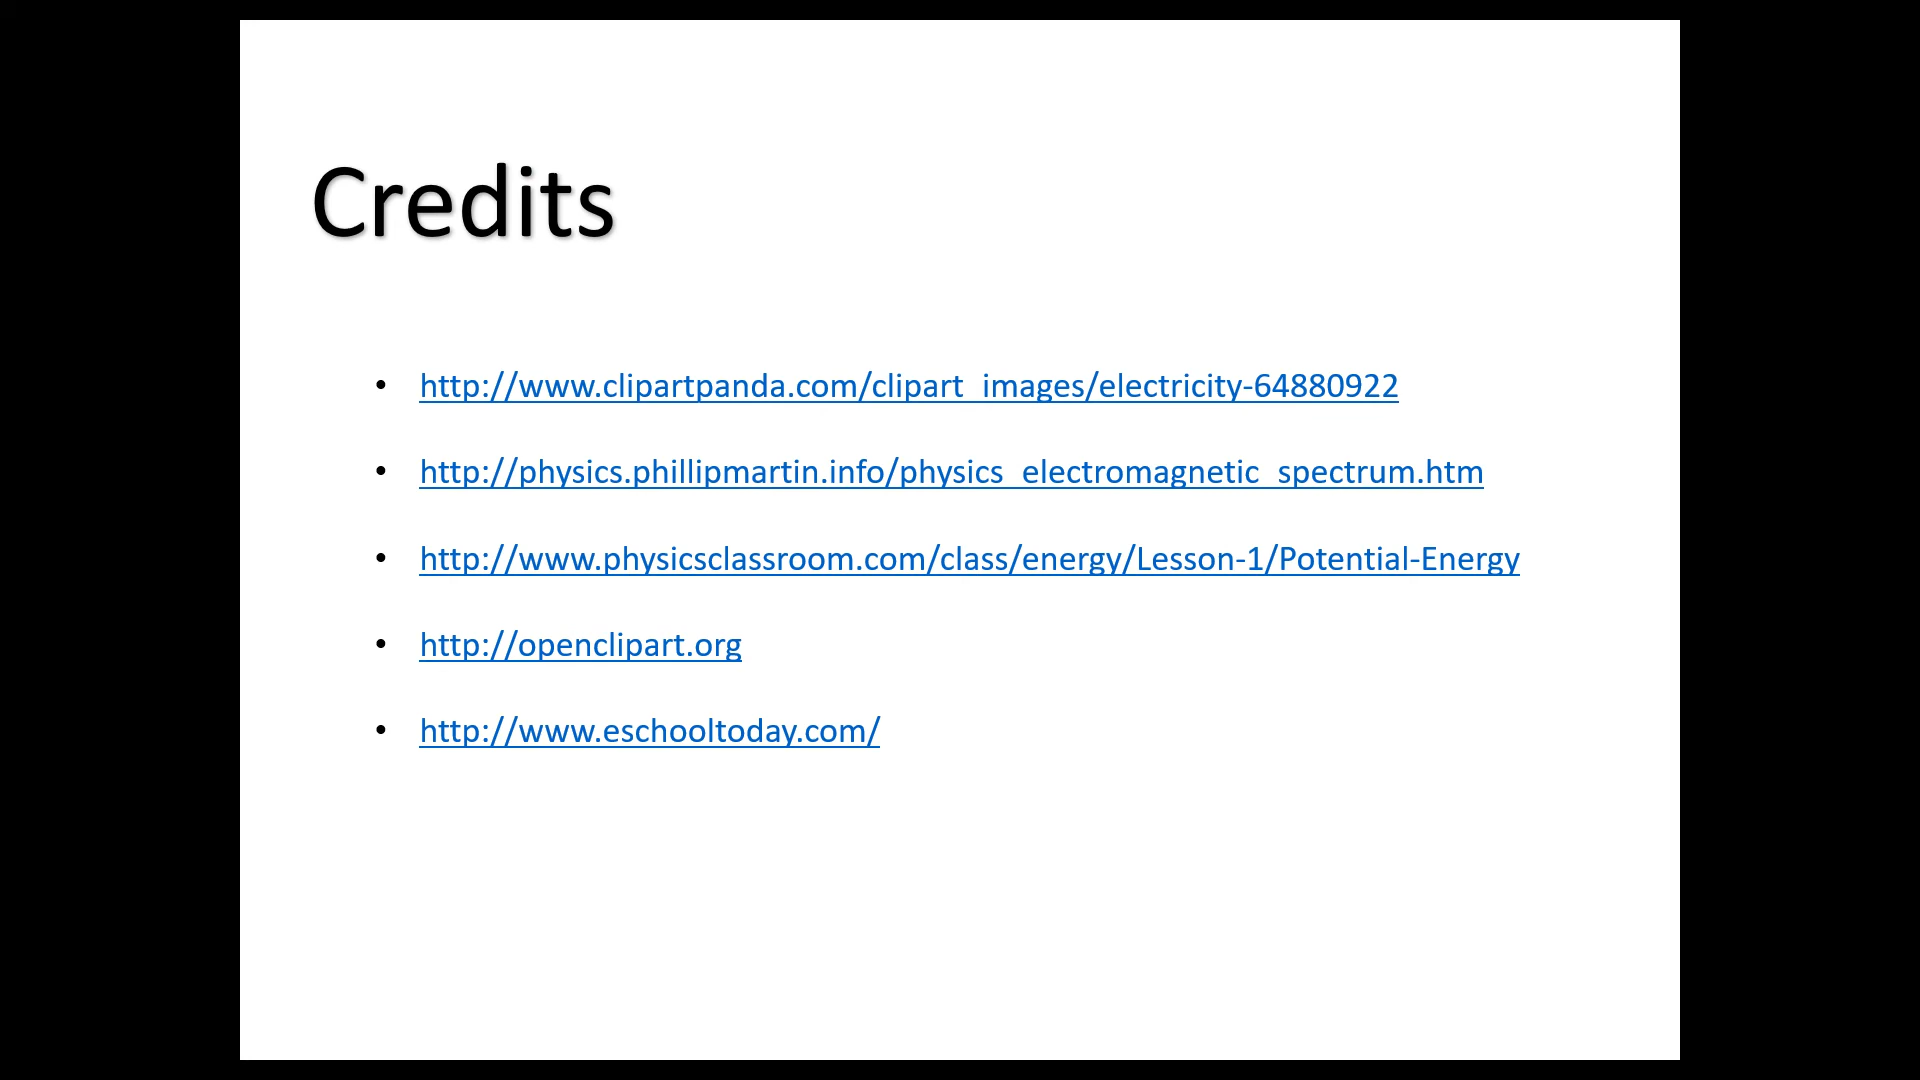 Credits
• http://www.clipartpanda.com/clipart_images/electricity-64880922
• http://physics.phillipmartin.info/physics_electromagnetic_spectrum.htm
• http://www.physicsclassroom.com/class/energy/Lesson-1/Potential-Energy
• http://openclipart.org
• http://www.eschooltoday.com/